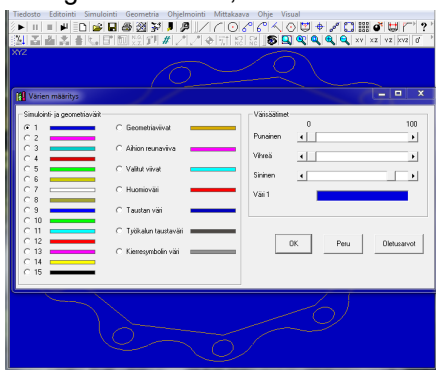 Tiedosto Editointi Simulointi Geometria Ohjelmointi Mittakaava Ohje Visual
XY XZ YZ XYZ 0°
XYZ
Värien määritys
Simulointi- ja geometriavärit
1
2
3
4
5
6
7
8
9
10
11
12
13
14
15
Geometriaviivat
Aihion reunaviiva
Valitut viivat
Huomioväri
Taustan väri
Työkalun taustaväri
Kierresymbolin väri
Värisäätimet
0 100
Punainen
Vihreä
Sininen
Väri 1
OK Peru Oletusarvot